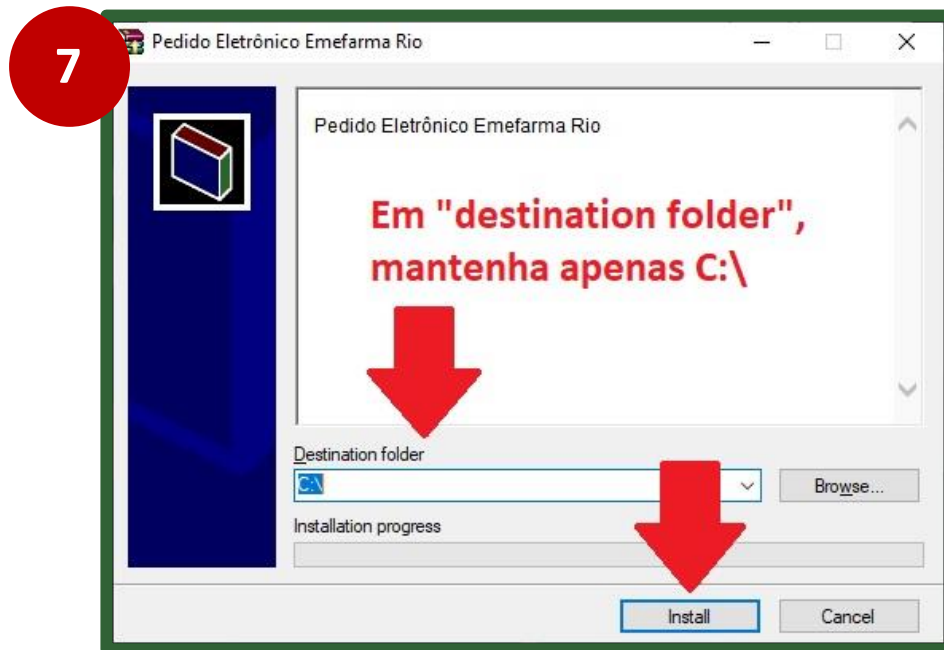 7
Pedido Eletrônico Emefarma Rio
Pedido Eletrônico Emefarma Rio
Em "destination folder",
mantenha apenas C:\
Destination folder
C:\
Browse...
Installation progress
Install
Cancel